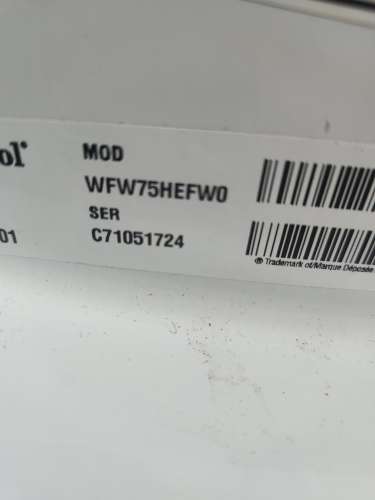 ol®
MOD
WFW75HEFW0
SER
01
C71051724
® Trademark of/Marque Déposée